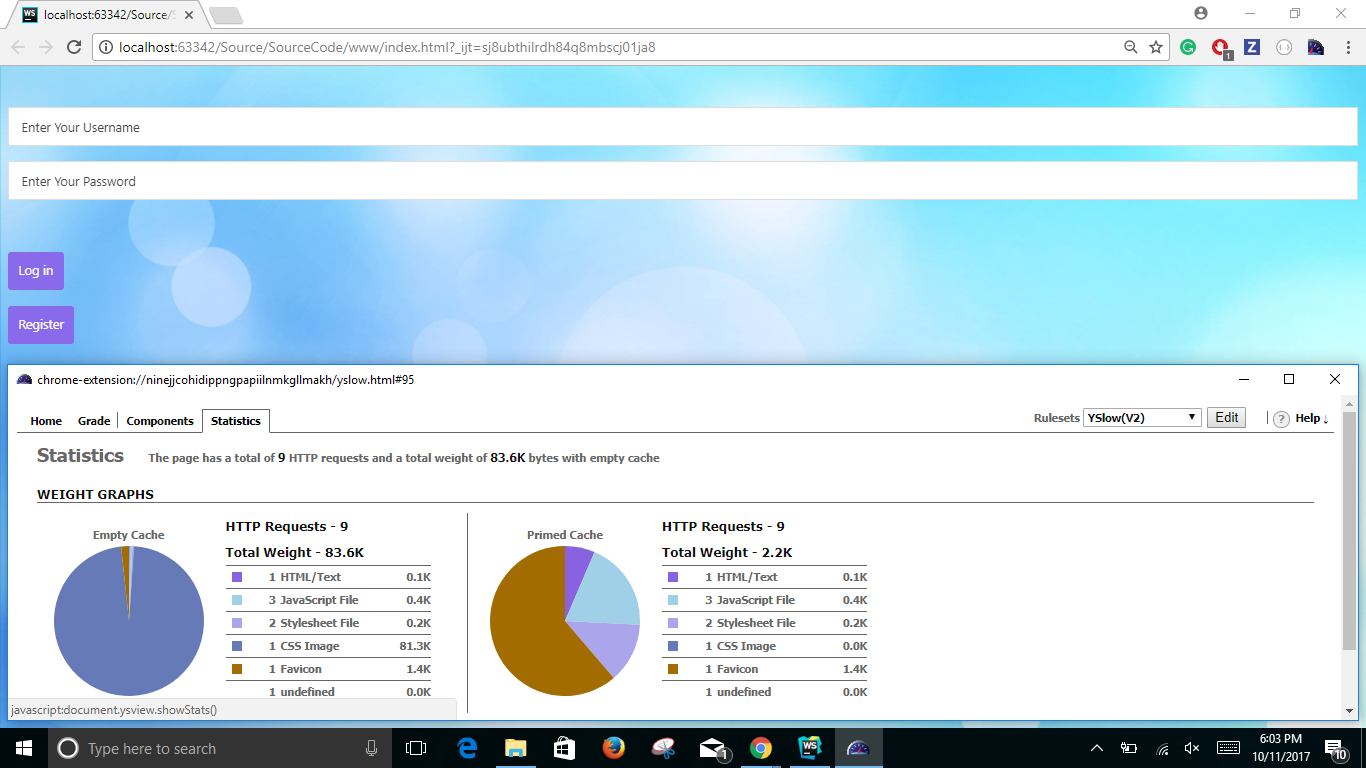 WS localhost:63342/Source/S
localhost:63342/Source/SourceCode/www/index.html?_ijt=sj8ubthilrdh84q8mbscj01ja8
1
Z
Enter Your Username
Enter Your Password
Log in
Register
chrome-extension://ninejjcohidippngpapiilnmkgllmakh/yslow.html#95
Home Grade Components Statistics Rulesets YSlow(V2) Edit ? Help ↓
Statistics The page has a total of 9 HTTP requests and a total weight of 83.6K bytes with empty cache
WEIGHT GRAPHS
Empty Cache
HTTP Requests - 9
Total Weight - 83.6K
1 HTML/Text 0.1K
3 JavaScript File 0.4K
2 Stylesheet File 0.2K
1 CSS Image 81.3K
1 Favicon 1.4K
1 undefined 0.0K
Primed Cache
HTTP Requests - 9
Total Weight - 2.2K
1 HTML/Text 0.1K
3 JavaScript File 0.4K
2 Stylesheet File 0.2K
1 CSS Image 0.0K
1 Favicon 1.4K
1 undefined 0.0K
javascript:document.ysview.showStats()
Type here to search
1
WS
6:03 PM
10/11/2017
10